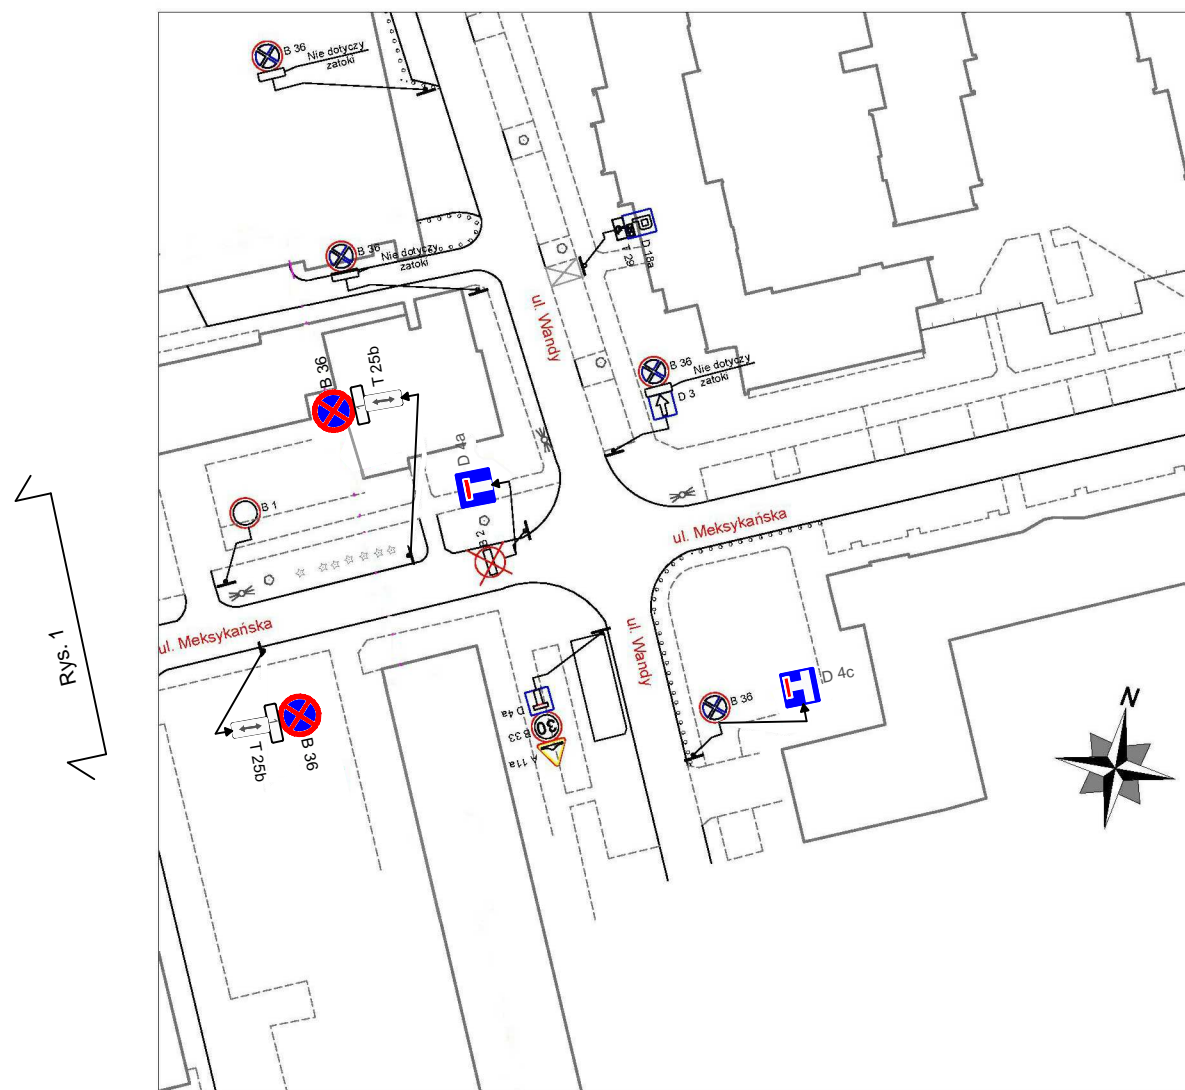 B 36
Nie dotyczy
zatoki
B 36
Nie dotyczy
zatoki
T 29
D 18a
ul. Wandy
B 36
T 25b
B 36
Nie dotyczy
zatoki
D 3
D 4a
B 1
B 2
ul. Meksykańska
ul. Meksykańska
ul. Wandy
Rys. 1
D 4c
B 36
D 4a
B 33
30
A 11a
T25b
B 36
N